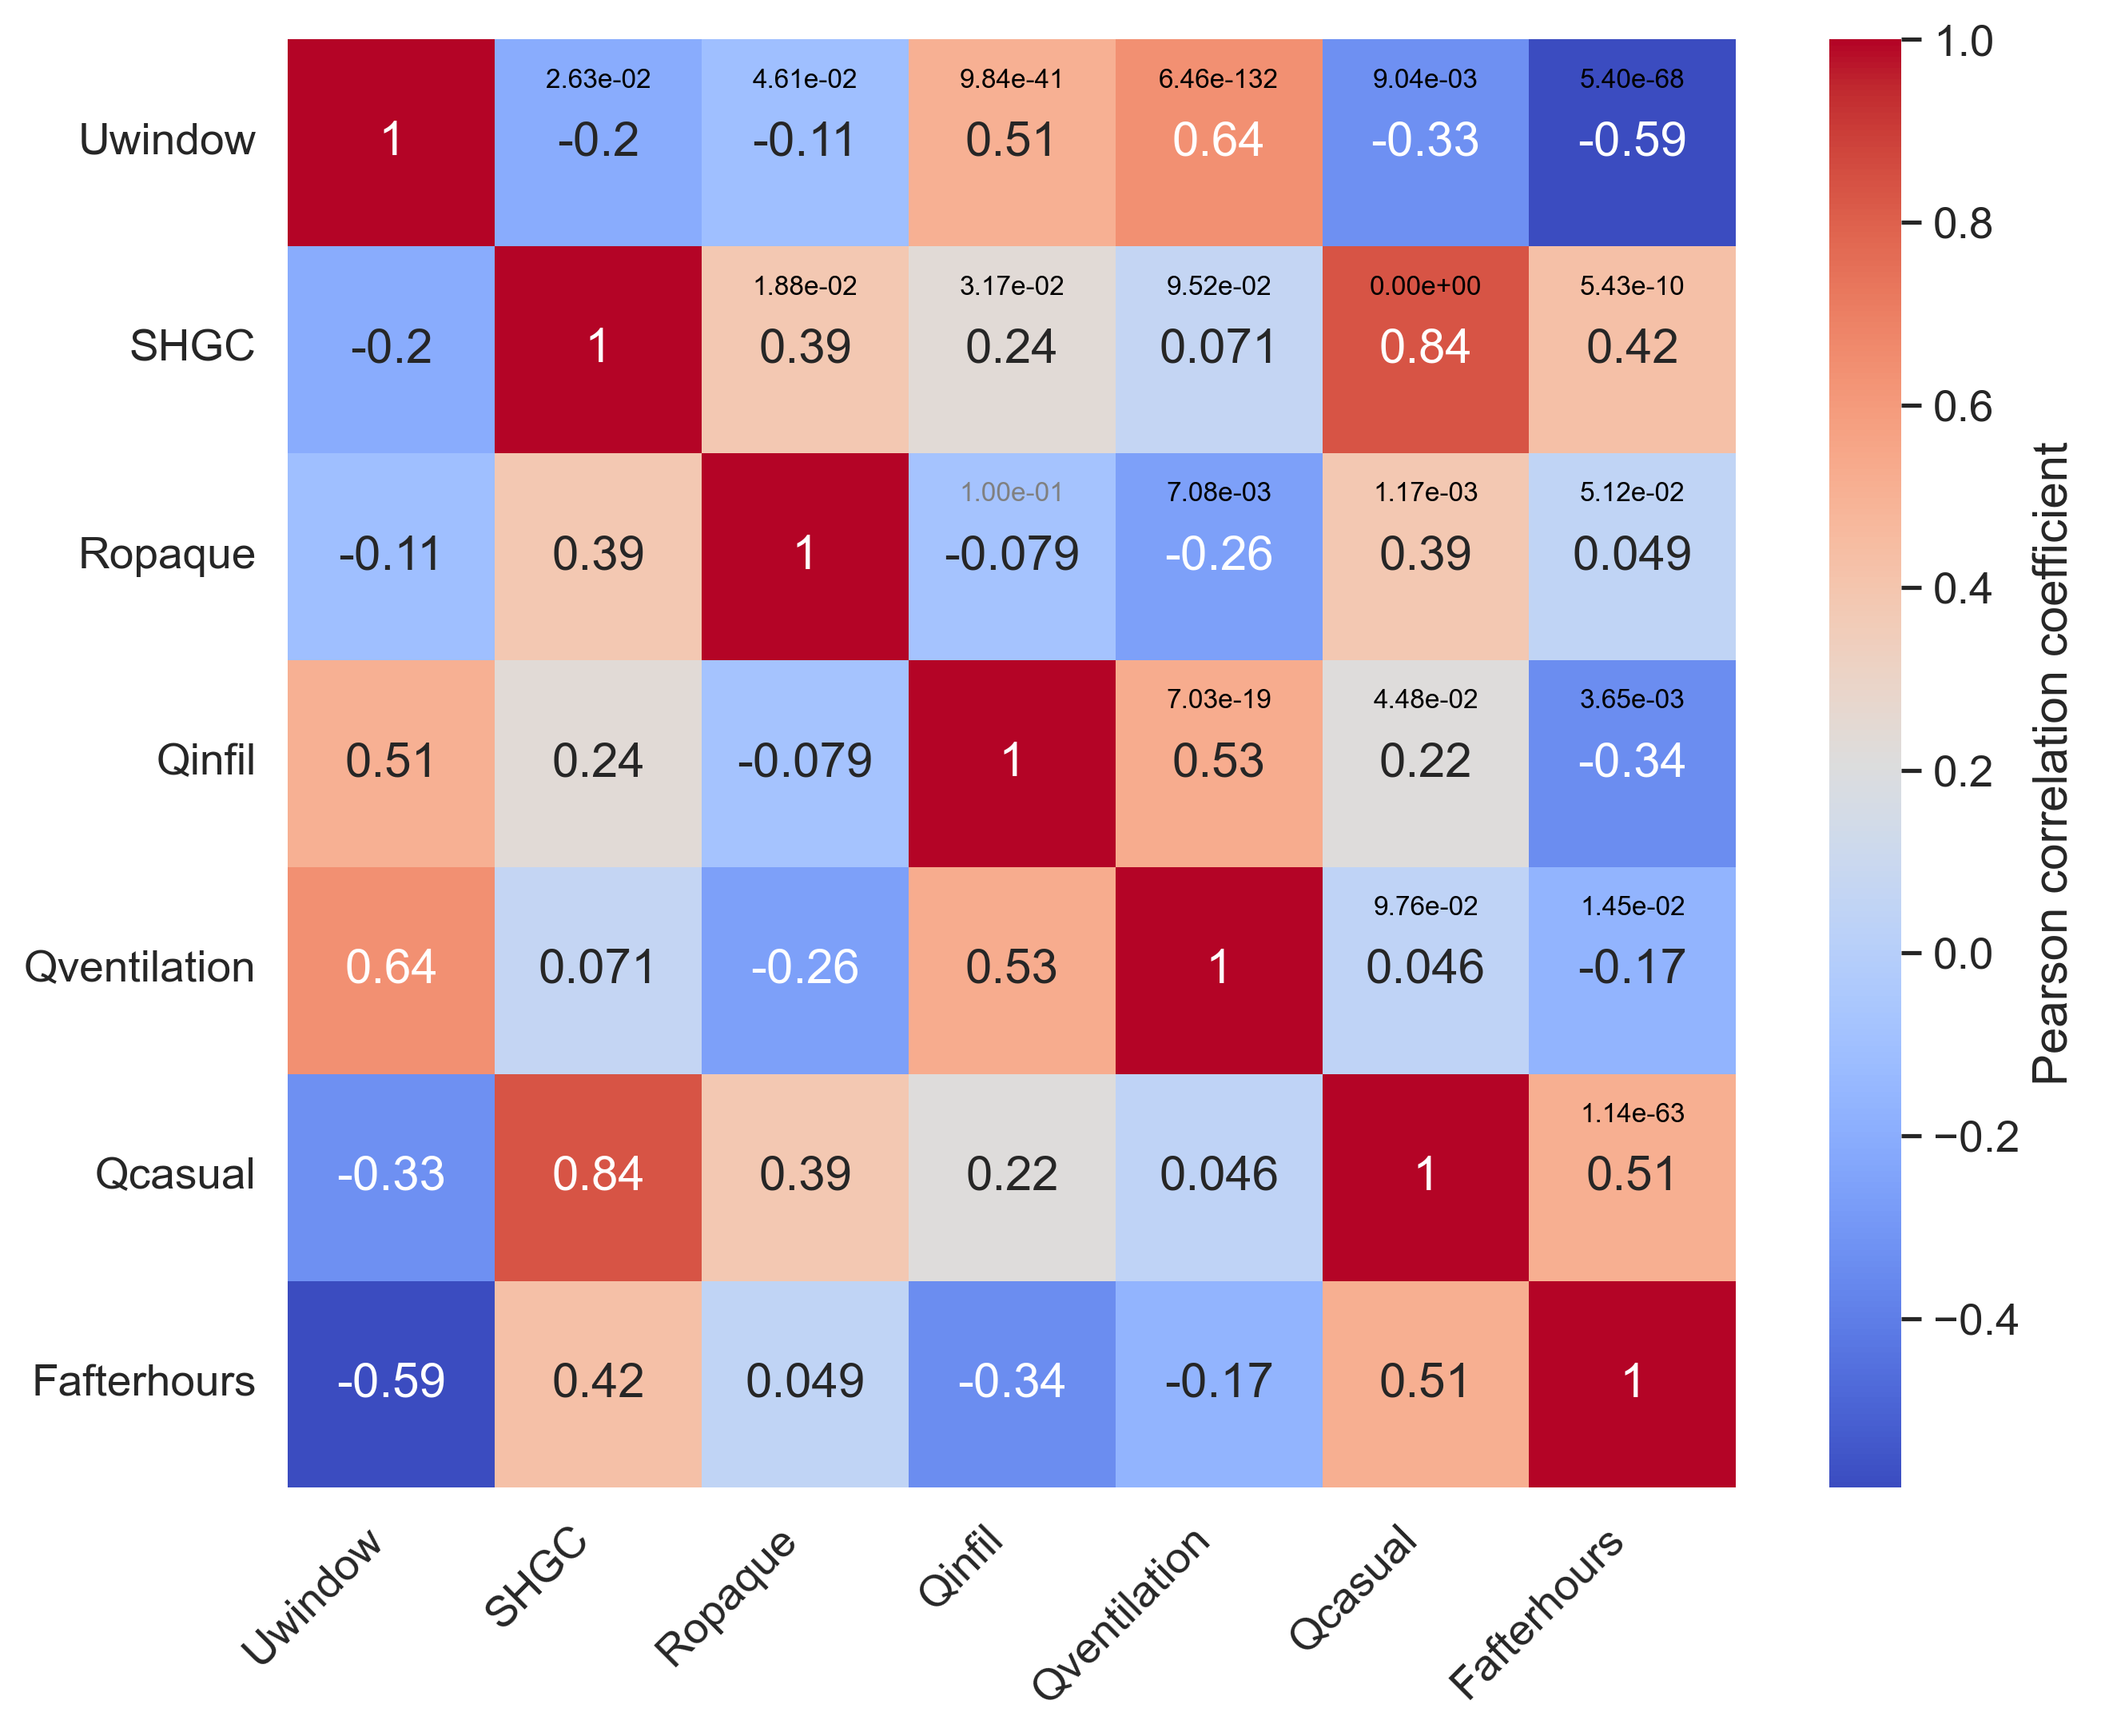 2.63e-02 4.61e-02 9.84e-41 6.46e-132 9.04e-03 5.40e-68
Uwindow 1 -0.2 -0.11 0.51 0.64 -0.33 -0.59
1.88e-02 3.17e-02 9.52e-02 0.00e+00 5.43e-10
SHGC -0.2 1 0.39 0.24 0.071 0.84 0.42
1.00e-01 7.08e-03 1.17e-03 5.12e-02
Ropaque -0.11 0.39 1 -0.079 -0.26 0.39 0.049
7.03e-19 4.48e-02 3.65e-03
Qinfil 0.51 0.24 -0.079 1 0.53 0.22 -0.34
9.76e-02 1.45e-02
Qventilation 0.64 0.071 -0.26 0.53 1 0.046 -0.17
1.14e-63
Qcasual -0.33 0.84 0.39 0.22 0.046 1 0.51
Fafterhours -0.59 0.42 0.049 -0.34 -0.17 0.51 1
Uwindow SHGC Ropaque Qinfil Qventilation Qcasual Fafterhours
1.0
0.8
0.6
0.4
0.2
0.0
−0.2
−0.4
Pearson correlation coefficient